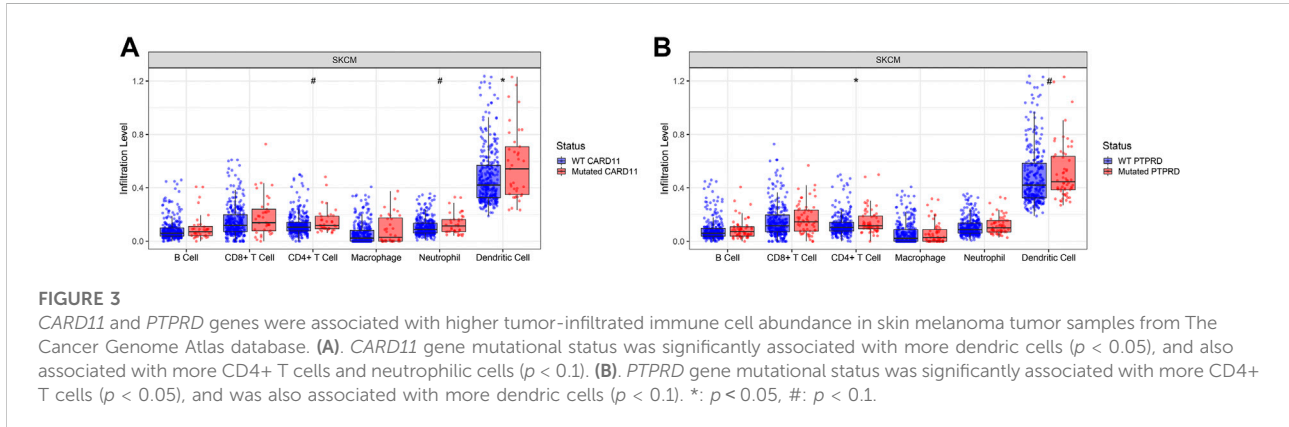 A
SKCM
#
#
*
1.2
0.8
0.4
0.0
Infiltration Level
B Cell
CD8+ T Cell
CD4+ T Cell
Macrophage
Neutrophil
Dendritic Cell
Status
WT CARD11
Mutated CARD11
B
SKCM
*
#
1.2
0.8
0.4
0.0
Infiltration Level
B Cell
CD8+ T Cell
CD4+ T Cell
Macrophage
Neutrophil
Dendritic Cell
Status
WT PTPRD
Mutated PTPRD
FIGURE 3
CARD11 and PTPRD genes were associated with higher tumor-infiltrated immune cell abundance in skin melanoma tumor samples from The
Cancer Genome Atlas database. (A). CARD11 gene mutational status was significantly associated with more dendric cells (p < 0.05), and also
associated with more CD4+ T cells and neutrophilic cells (p < 0.1). (B). PTPRD gene mutational status was significantly associated with more CD4+
T cells (p < 0.05), and was also associated with more dendric cells (p < 0.1). *: p < 0.05, #: p < 0.1.